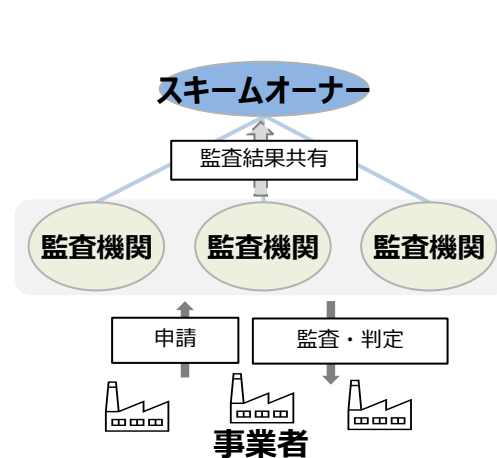 スキームオーナー
監査結果共有
監査機関 監査機関 監査機関
申請 監査・判定
事業者